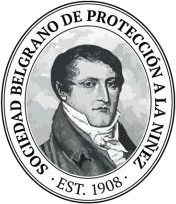 SOCIEDAD BELGRANO DE PROTECCIÓN A LA NIÑEZ
· EST. 1908 ·